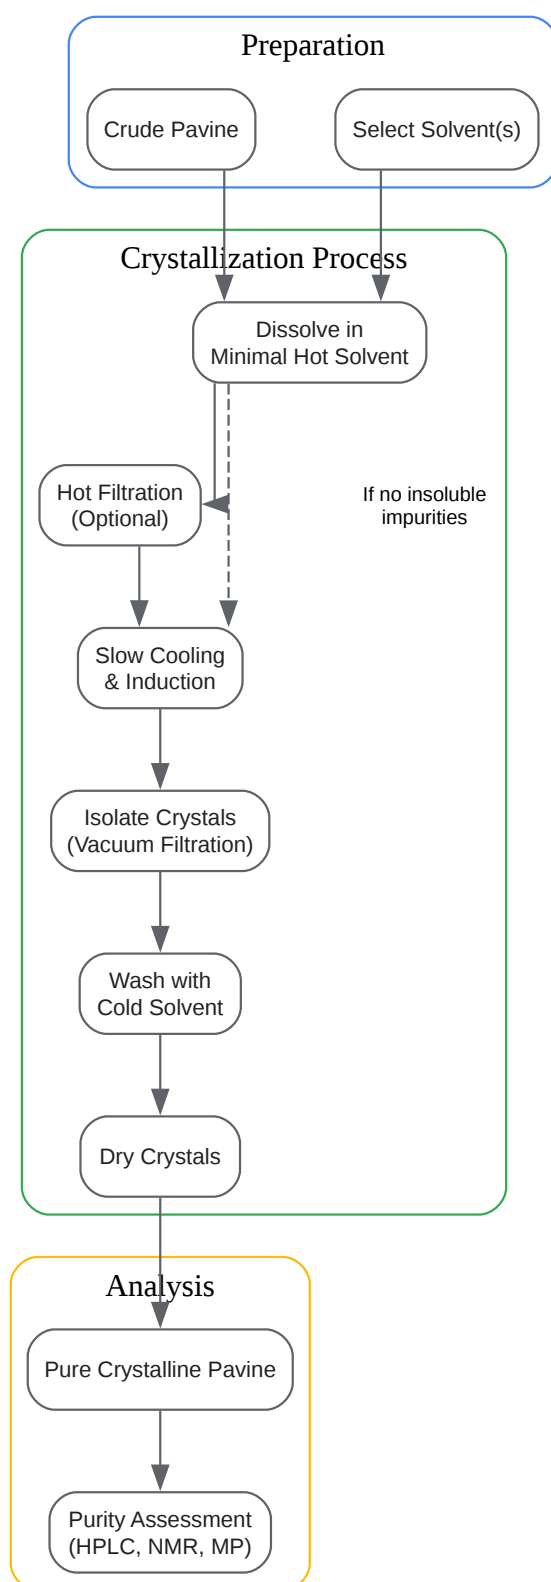 Preparation
Crude Pavine
Select Solvent(s)
Crystallization Process
Dissolve in
Minimal Hot Solvent
Hot Filtration
(Optional)
If no insoluble
impurities
Slow Cooling
& Induction
Isolate Crystals
(Vacuum Filtration)
Wash with
Cold Solvent
Dry Crystals
Analysis
Pure Crystalline Pavine
Purity Assessment
(HPLC, NMR, MP)